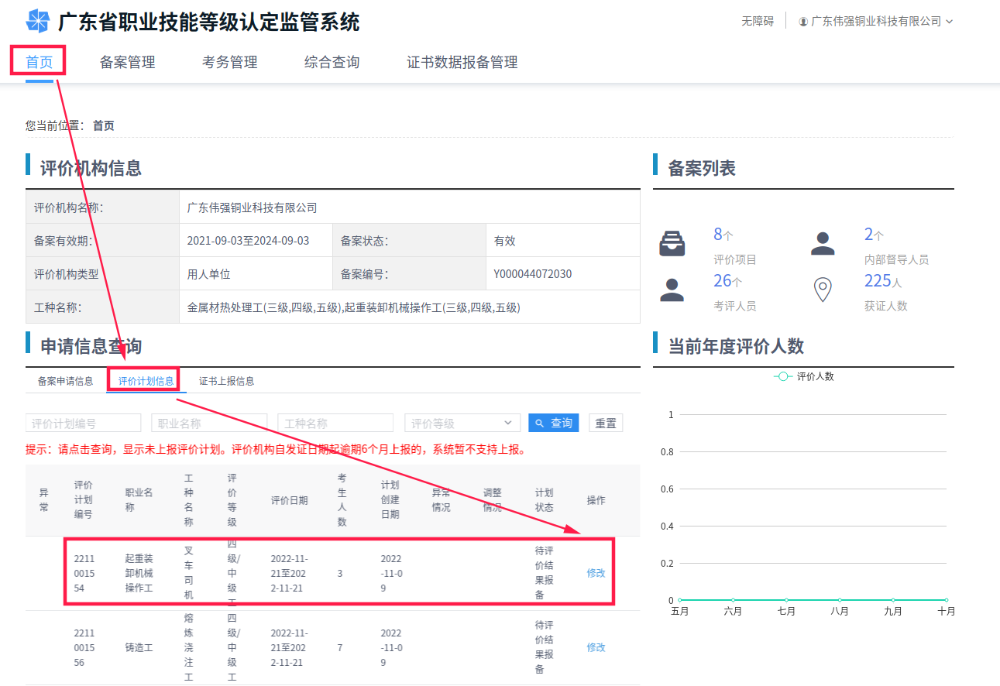 广东省职业技能等级认定监管系统
无障碍 广东伟强铜业科技有限公司
首页 备案管理 考务管理 综合查询 证书数据报备管理
您当前位置： 首页
评价机构信息
评价机构名称： 广东伟强铜业科技有限公司
备案有效期： 2021-09-03至2024-09-03 备案状态： 有效
评价机构类型 用人单位 备案编号： Y000044072030
工种名称： 金属材热处理工(三级,四级,五级),起重装卸机械操作工(三级,四级,五级)
备案列表
8个 2个
评价项目 内部督导人员
26个 225人
考评人员 获证人数
申请信息查询
备案申请信息 评价计划信息 证书上报信息
评价计划编号 职业名称 工种名称 评价等级 查询 重置
提示：请点击查询，显示未上报评价计划。评价机构自发证日期起逾期6个月上报的，系统暂不支持上报。
异常 评价计划编号 职业名称 工种名称 评价等级 评价日期 考生人数 计划创建日期 异常情况 调整情况 计划状态 操作
2211001554 起重装卸机械操作工 叉车司机 四级/中级工 2022-11-21至2022-11-21 3 2022-11-09 待评价结果报备 修改
2211001556 铸造工 熔炼浇注工 四级/中级工 2022-11-21至2022-11-21 7 2022-11-09 待评价结果报备 修改
当前年度评价人数
评价人数
1
0.8
0.6
0.4
0.2
0
五月 六月 七月 八月 九月 十月